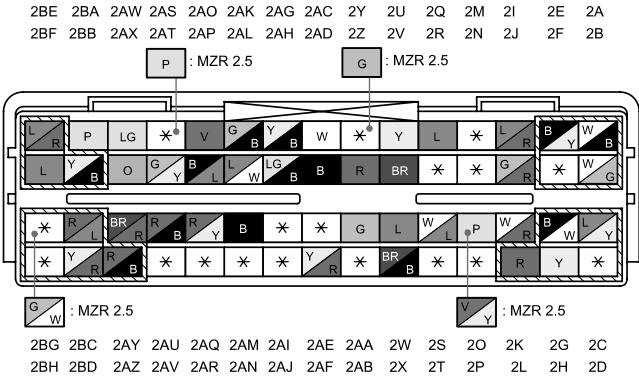 2BE 2BA 2AW 2AS 2AO 2AK 2AG 2AC 2Y 2U 2Q 2M 2I 2E 2A
2BF 2BB 2AX 2AT 2AP 2AL 2AH 2AD 2Z 2V 2R 2N 2J 2F 2B
P : MZR 2.5 G : MZR 2.5
L R P LG * V G B Y B W * Y L * * L R B Y W B
L Y B O G Y B L L W LG B B R BR * * G R * W G
* R L BR R R B R Y B * * G L W L P W R B W L Y
* Y R R B * * * * Y R * BR B * * R Y *
G W : MZR 2.5 V Y : MZR 2.5
2BG 2BC 2AY 2AU 2AQ 2AM 2AI 2AE 2AA 2W 2S 2O 2K 2G 2C
2BH 2BD 2AZ 2AV 2AR 2AN 2AJ 2AF 2AB 2X 2T 2P 2L 2H 2D